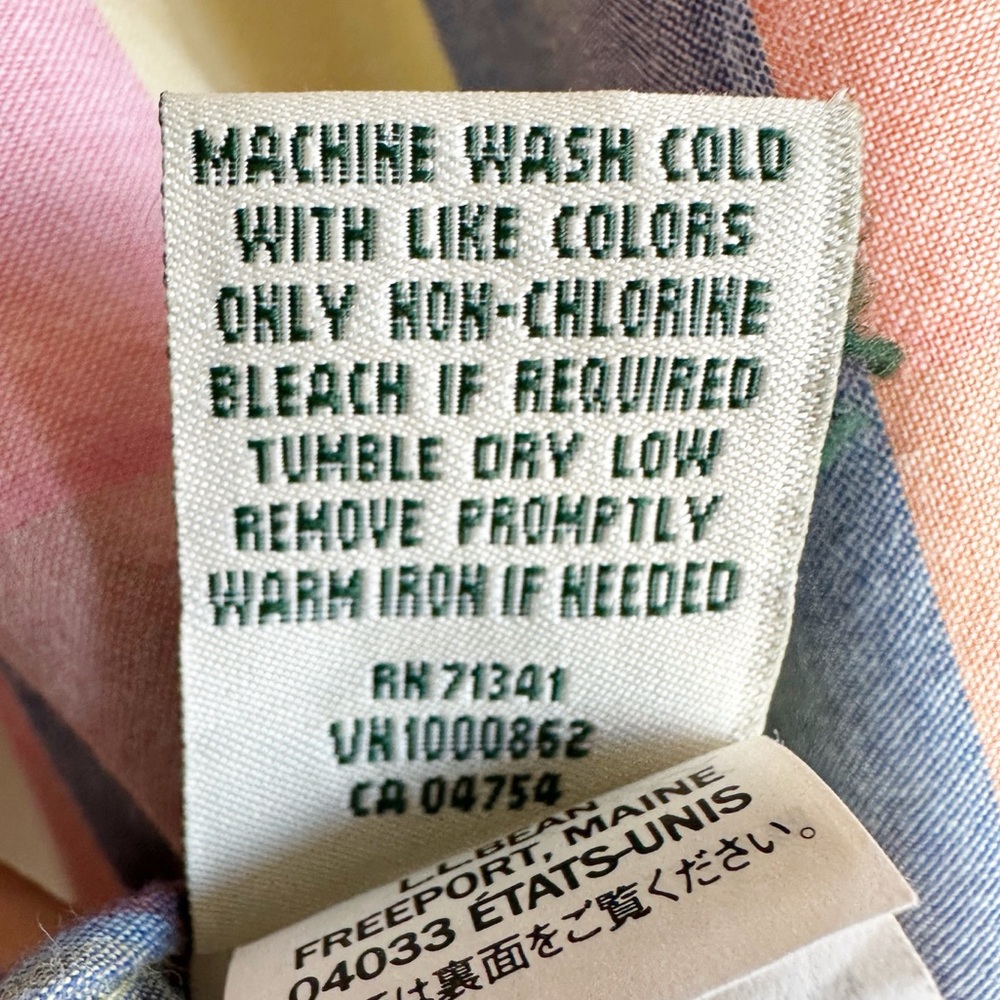 MACHINE WASH COLD
WITH LIKE COLORS
ONLY NON-CHLORINE
BLEACH IF REQUIRED
TUMBLE DRY LOW
REMOVE PROMPTLY
WARM IRON IF NEEDED
RN 71341
VN1000862
CA 04754
L.L.BEAN
FREEPORT, MAINE
04033 ÉTATS-UNIS
は裏面をご覧ください。